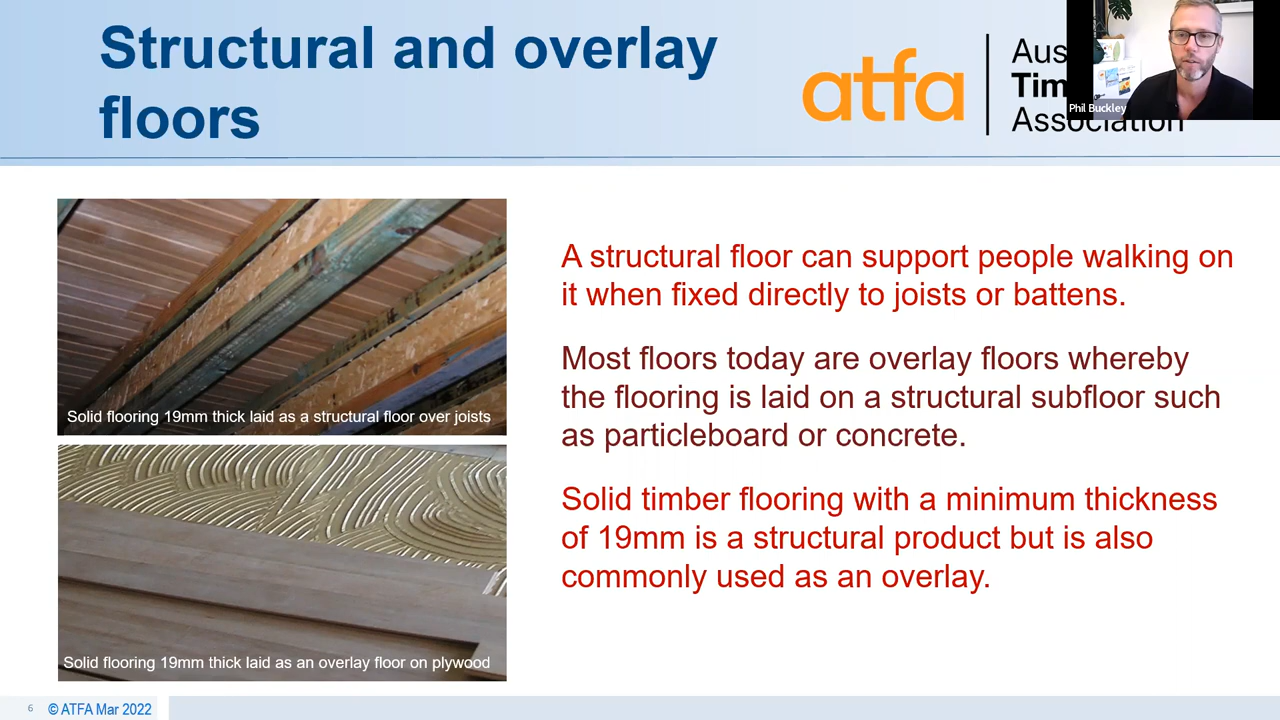 Structural and overlay
floors
atfa
Association
Phil Buckley
Solid flooring 19mm thick laid as a structural floor over joists
Solid flooring 19mm thick laid as an overlay floor on plywood
A structural floor can support people walking on
it when fixed directly to joists or battens.
Most floors today are overlay floors whereby
the flooring is laid on a structural subfloor such
as particleboard or concrete.
Solid timber flooring with a minimum thickness
of 19mm is a structural product but is also
commonly used as an overlay.
6 © ATFA Mar 2022